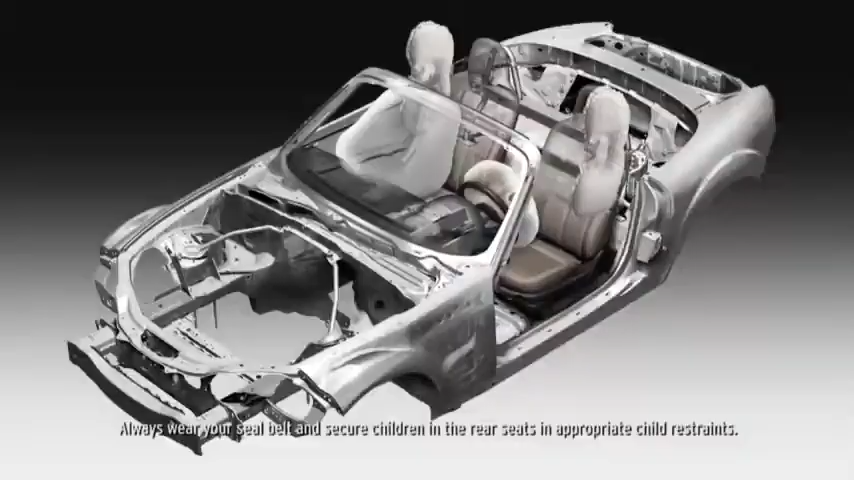 Always wear your seat belt and secure children in the rear seats in appropriate child restraints.